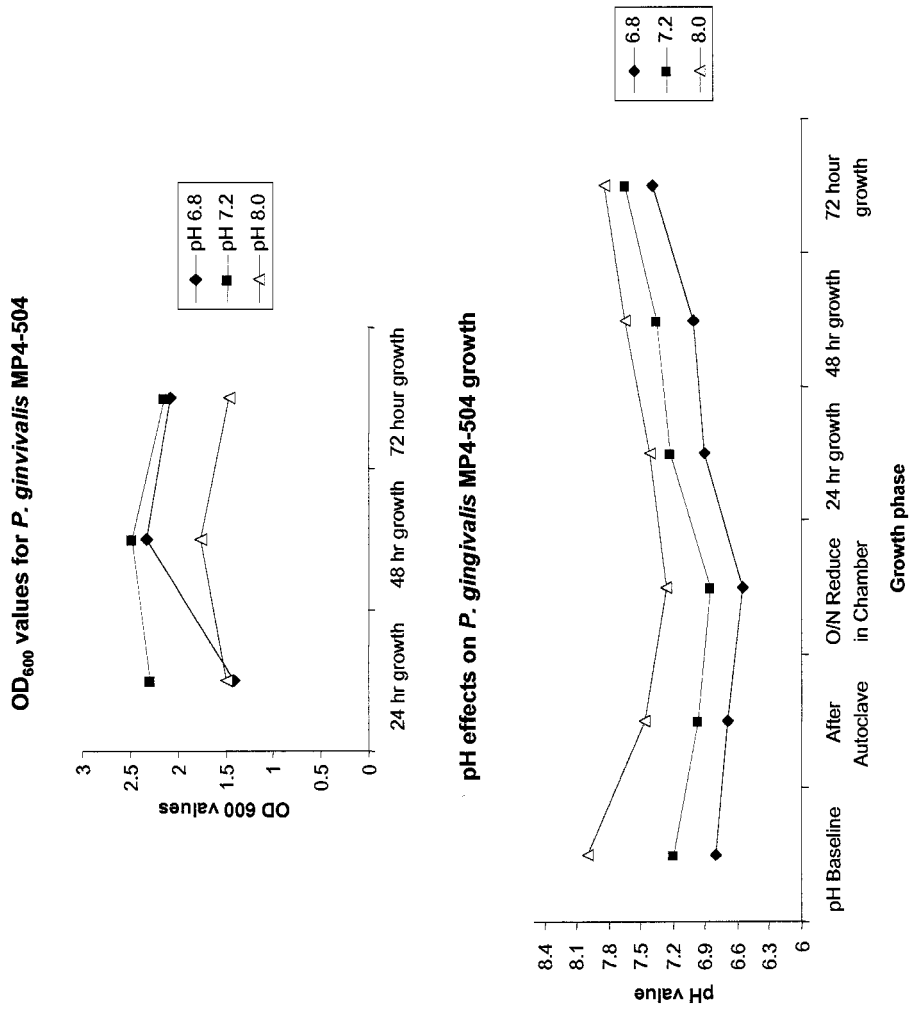 OD600 values for P. ginvivalis MP4-504
3
2.5
2
1.5
1
0.5
0
OD 600 values
24 hr growth
48 hr growth
72 hour growth
pH 6.8
pH 7.2
pH 8.0
pH effects on P. gingivalis MP4-504 growth
8.4
8.1
7.8
7.5
7.2
6.9
6.6
6.3
6
pH value
pH Baseline
After
Autoclave
O/N Reduce
in Chamber
24 hr growth
48 hr growth
72 hour
growth
Growth phase
6.8
7.2
8.0